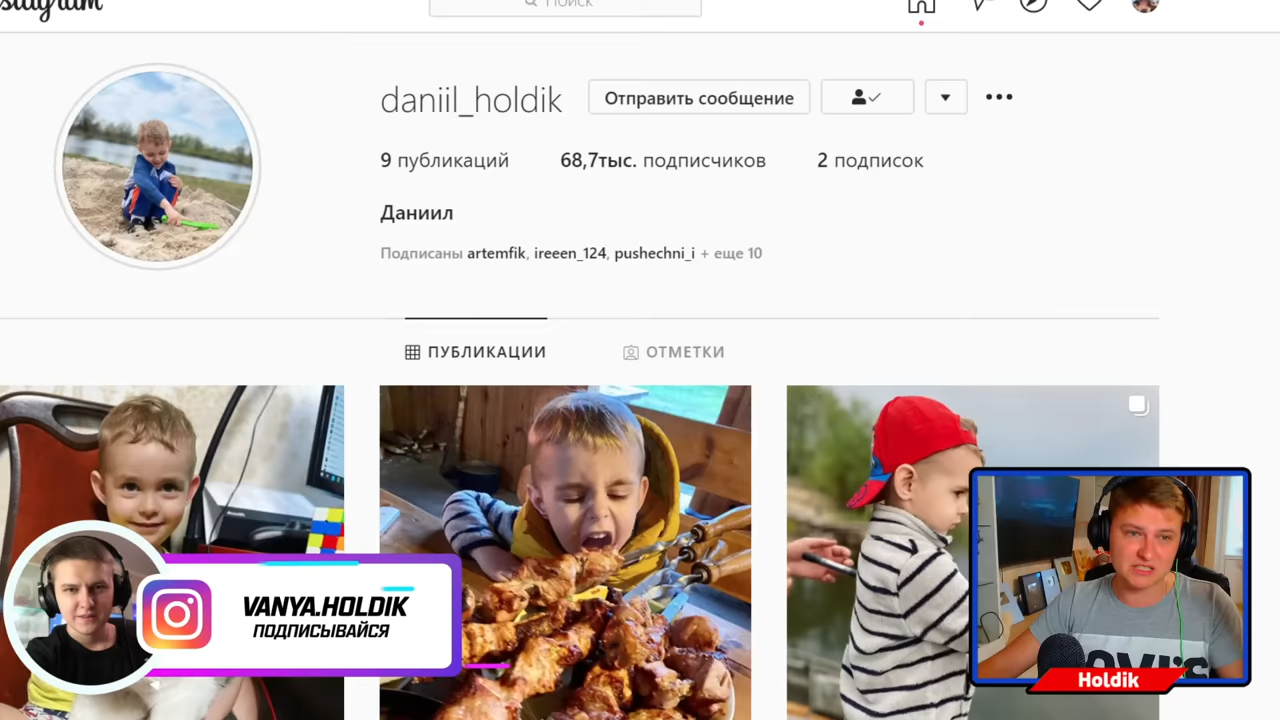 Instagram
Поиск
daniil_holdik
Отправить сообщение
9 публикаций
68,7тыс. подписчиков
2 подписок
Даниил
Подписаны artemfik, ireeen_124, pushechni_i + еще 10
ПУБЛИКАЦИИ
ОТМЕТКИ
VANYA.HOLDIK
ПОДПИСЫВАЙСЯ
Holdik